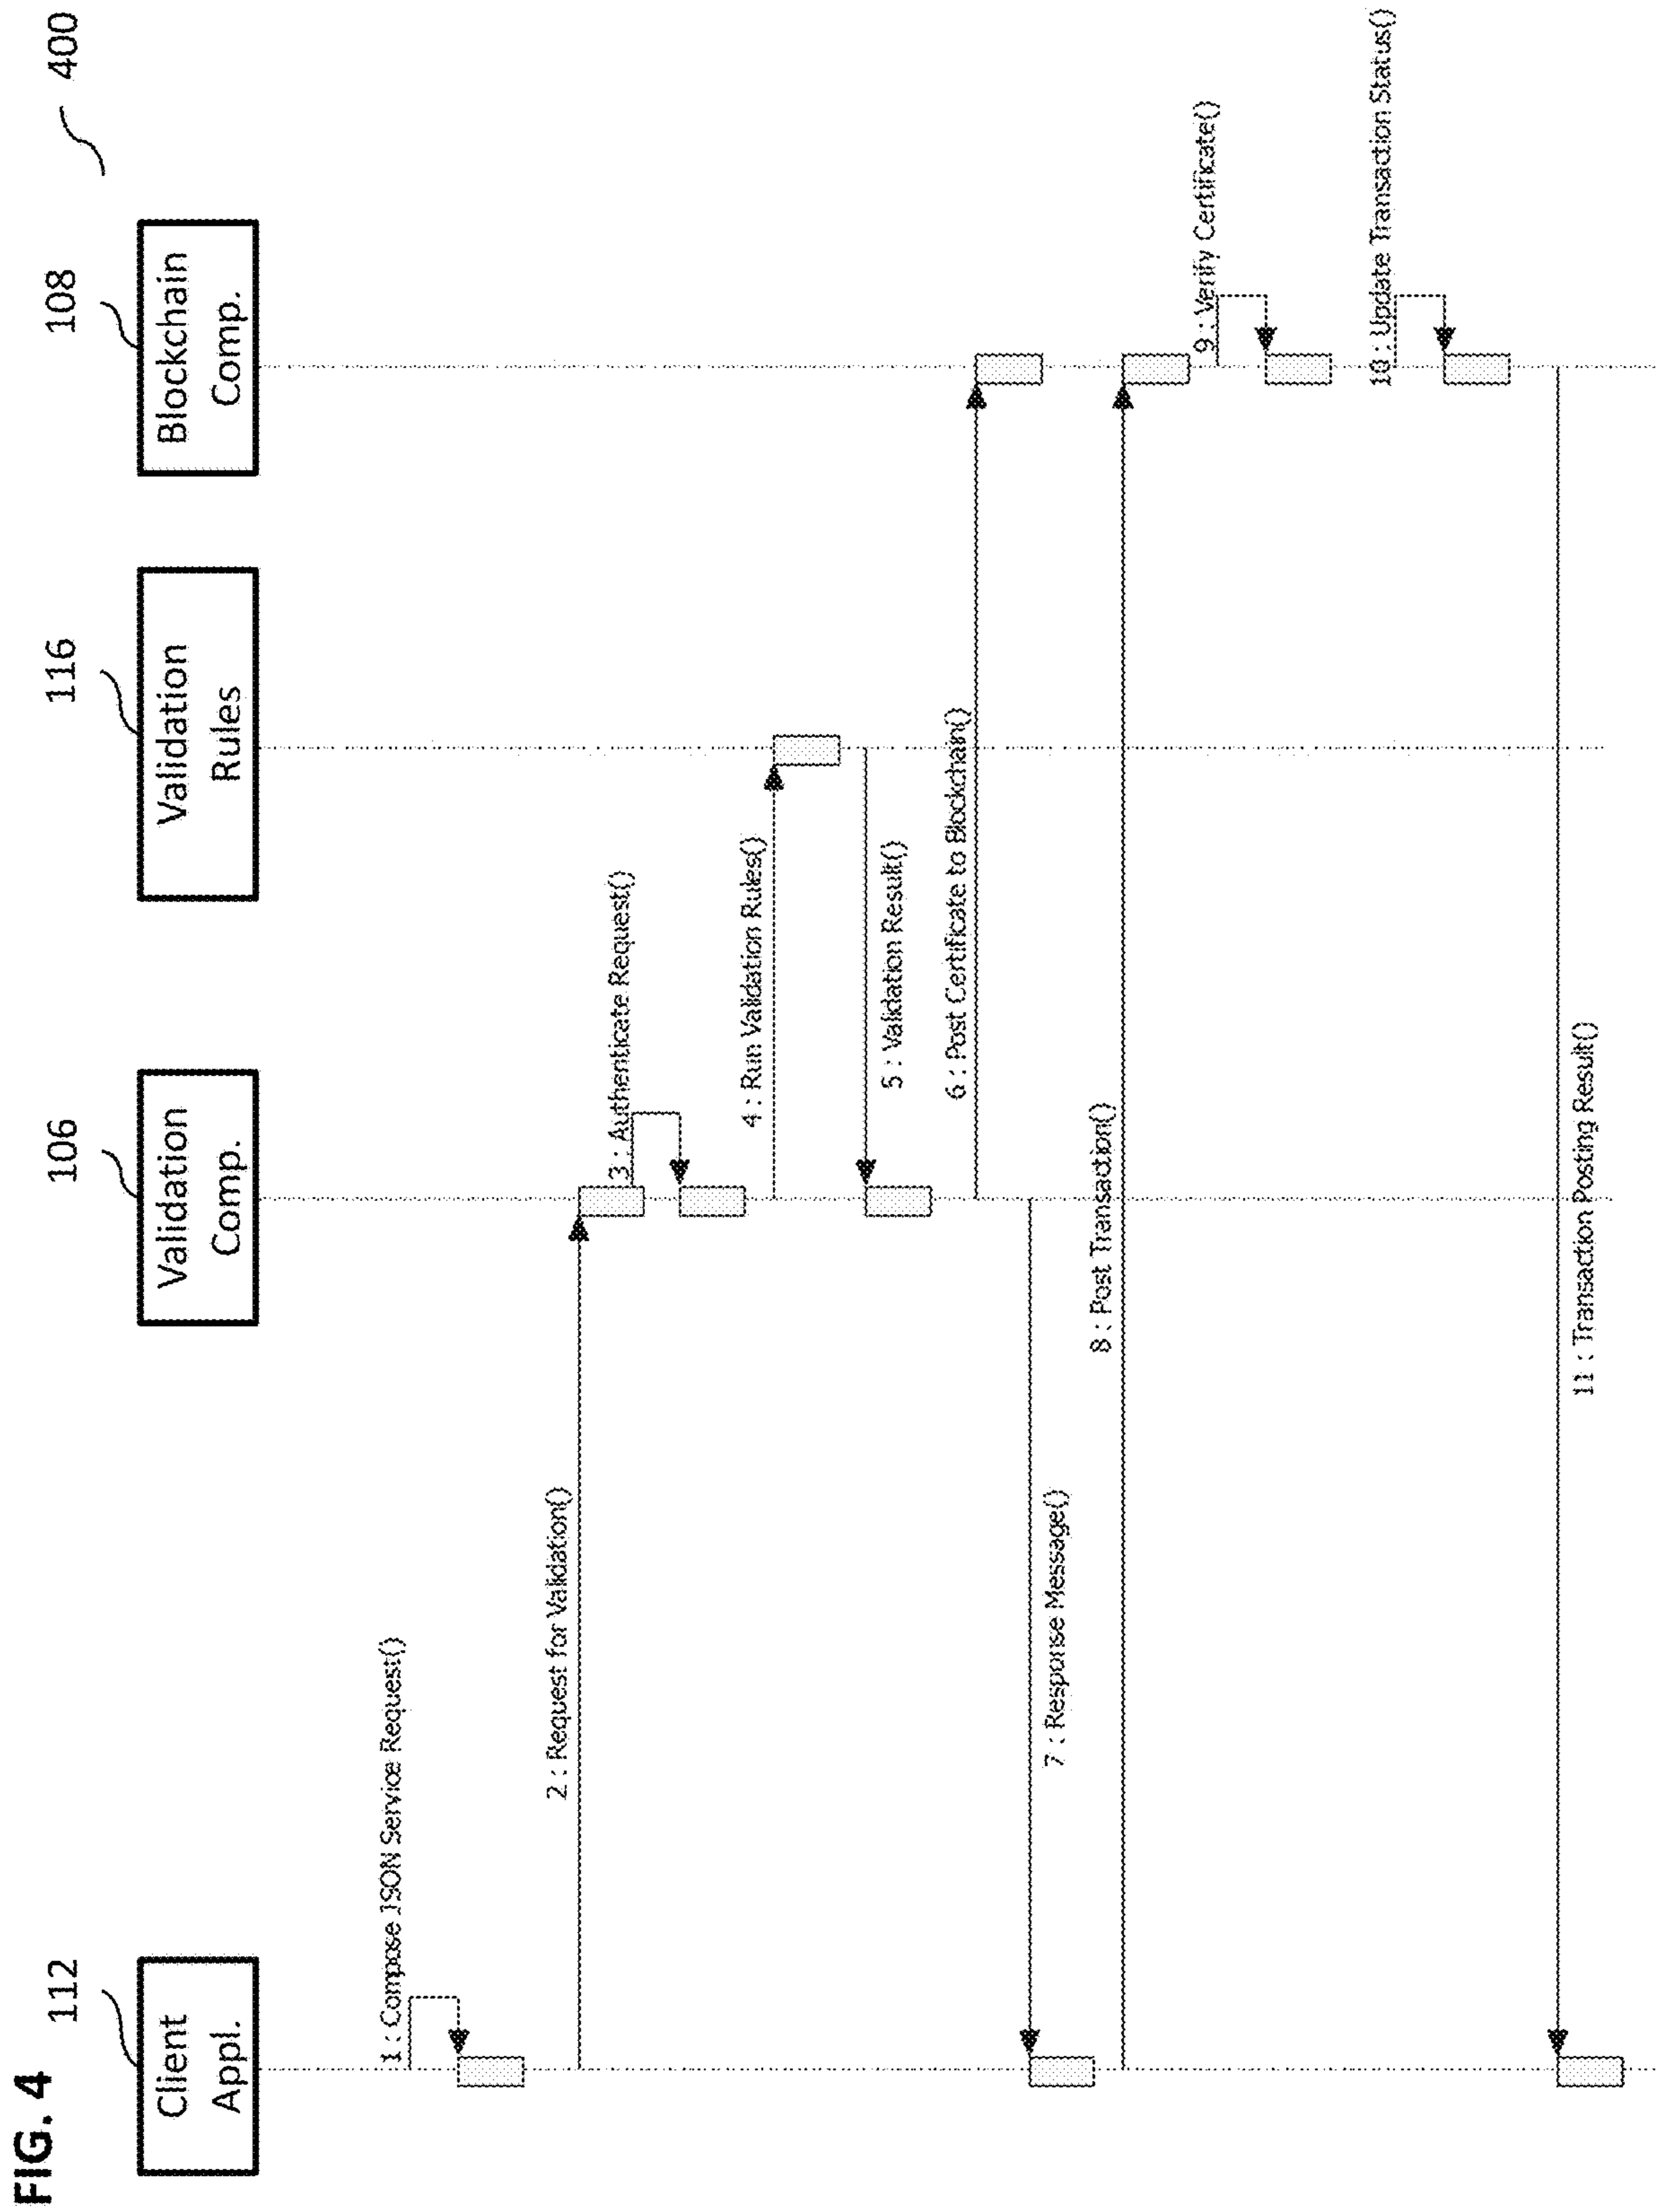 FIG. 4
400
112
106
116
108
Client
Appl.
Validation
Comp.
Validation
Rules
Blockchain
Comp.
1 : Compose JSON Service Request()
2 : Request for Validation()
3 : Authenticate Request()
4 : Run Validation Rules()
5 : Validation Result()
6 : Post Certificate to Blockchain()
7 : Response Message()
8 : Post Transaction()
9 : Verify Certificate()
10 : Update Transaction Status()
11 : Transaction Posting Result()